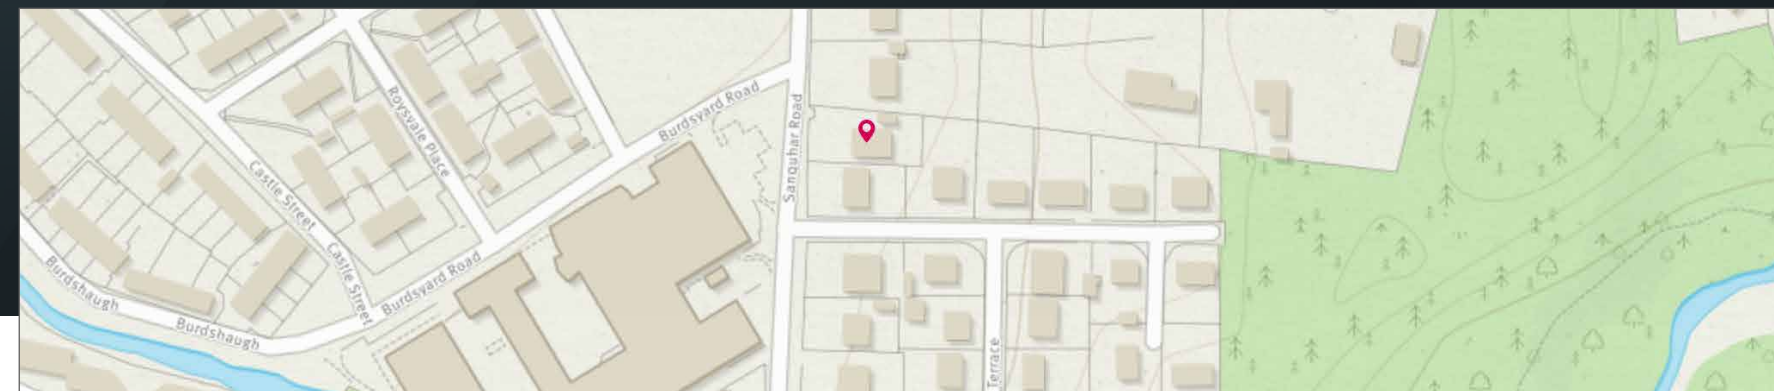 Burdsyard Road
Sanquhar Road
Roysvale Place
Castle Street
Castle Street
Burdsyard Road
Burdshaugh
Burdshaugh
Terrace